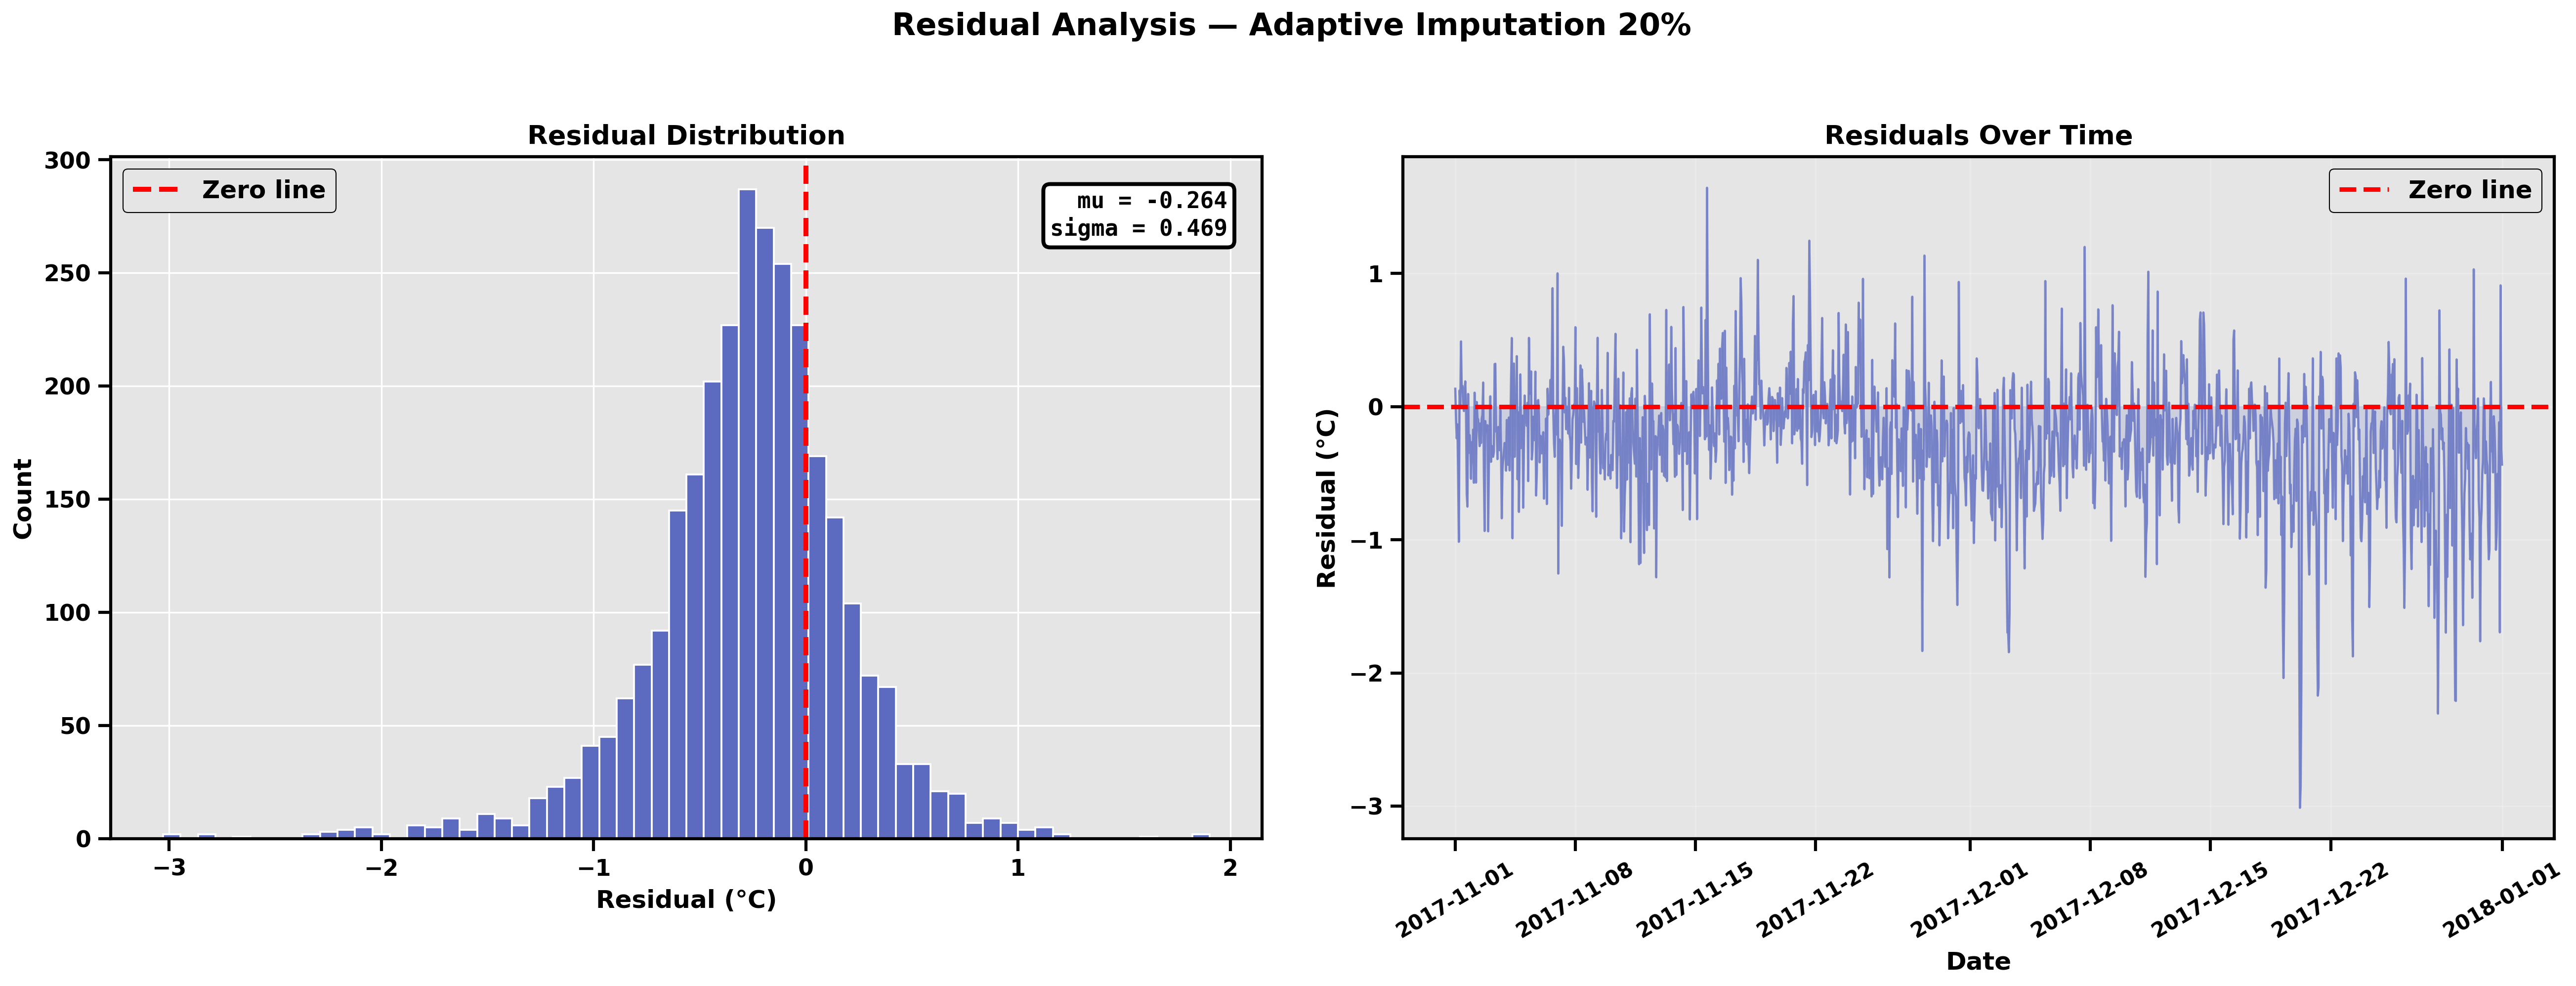 Residual Analysis — Adaptive Imputation 20%
Residual Distribution
300
250
200
150
100
50
0
Count
Zero line
mu = -0.264
sigma = 0.469
−3
−2
−1
0
1
2
Residual (°C)
Residuals Over Time
Zero line
1
0
−1
−2
−3
Residual (°C)
2017-11-01
2017-11-08
2017-11-15
2017-11-22
2017-12-01
2017-12-08
2017-12-15
2017-12-22
2018-01-01
Date